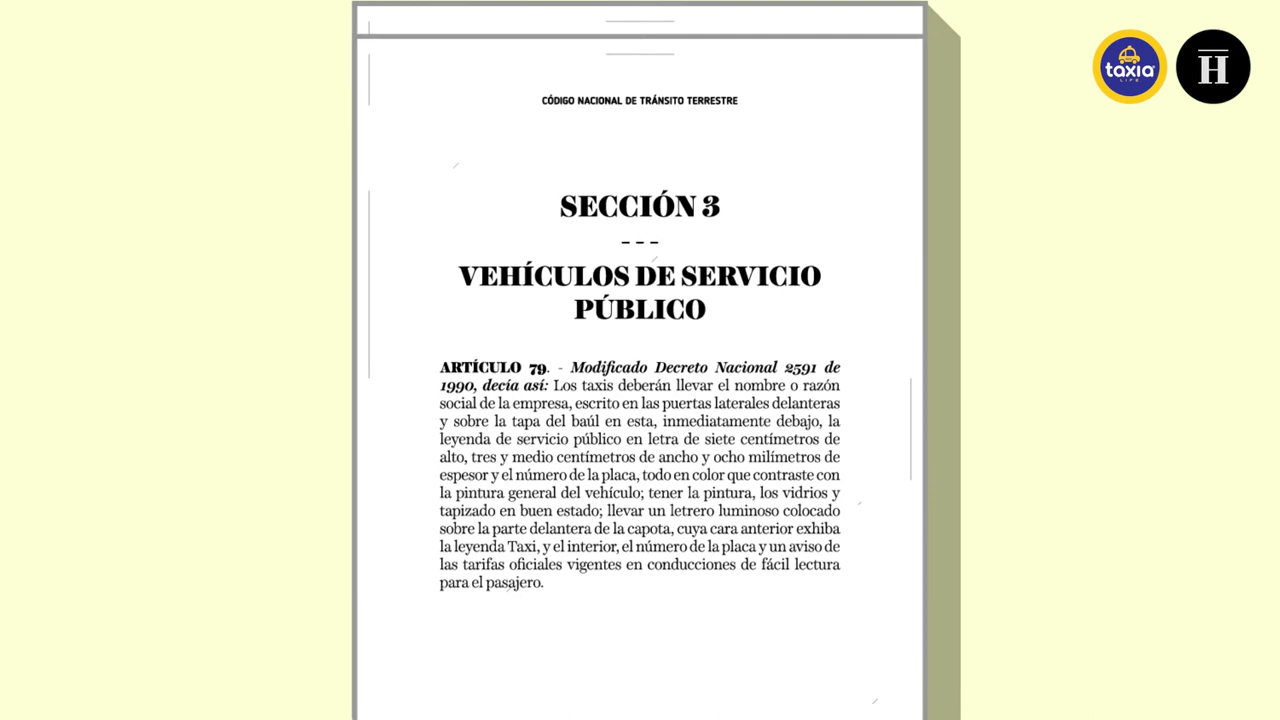 CÓDIGO NACIONAL DE TRÁNSITO TERRESTRE
taxia
LIFE
H
SECCIÓN 3
- - -
VEHÍCULOS DE SERVICIO
PÚBLICO
ARTÍCULO 79. - Modificado Decreto Nacional 2591 de
1990, decía así: Los taxis deberán llevar el nombre o razón
social de la empresa, escrito en las puertas laterales delanteras
y sobre la tapa del baúl en esta, inmediatamente debajo, la
leyenda de servicio público en letra de siete centímetros de
alto, tres y medio centímetros de ancho y ocho milímetros de
espesor y el número de la placa, todo en color que contraste con
la pintura general del vehículo; tener la pintura, los vidrios y
tapizado en buen estado; llevar un letrero luminoso colocado
sobre la parte delantera de la capota, cuya cara anterior exhiba
la leyenda Taxi, y el interior, el número de la placa y un aviso de
las tarifas oficiales vigentes en conducciones de fácil lectura
para el pasajero.